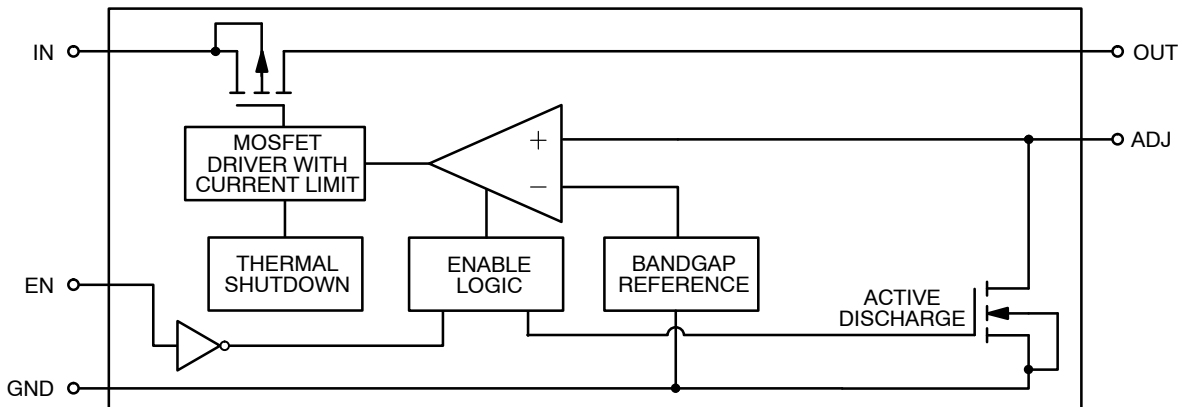 IN
OUT
MOSFET
DRIVER WITH
CURRENT LIMIT
+
−
ADJ
THERMAL
SHUTDOWN
ENABLE
LOGIC
BANDGAP
REFERENCE
EN
ACTIVE
DISCHARGE
GND